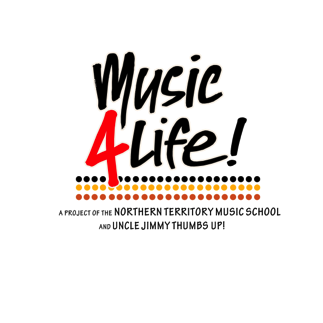 Music
4Life!
A PROJECT OF THE NORTHERN TERRITORY MUSIC SCHOOL
AND UNCLE JIMMY THUMBS UP!